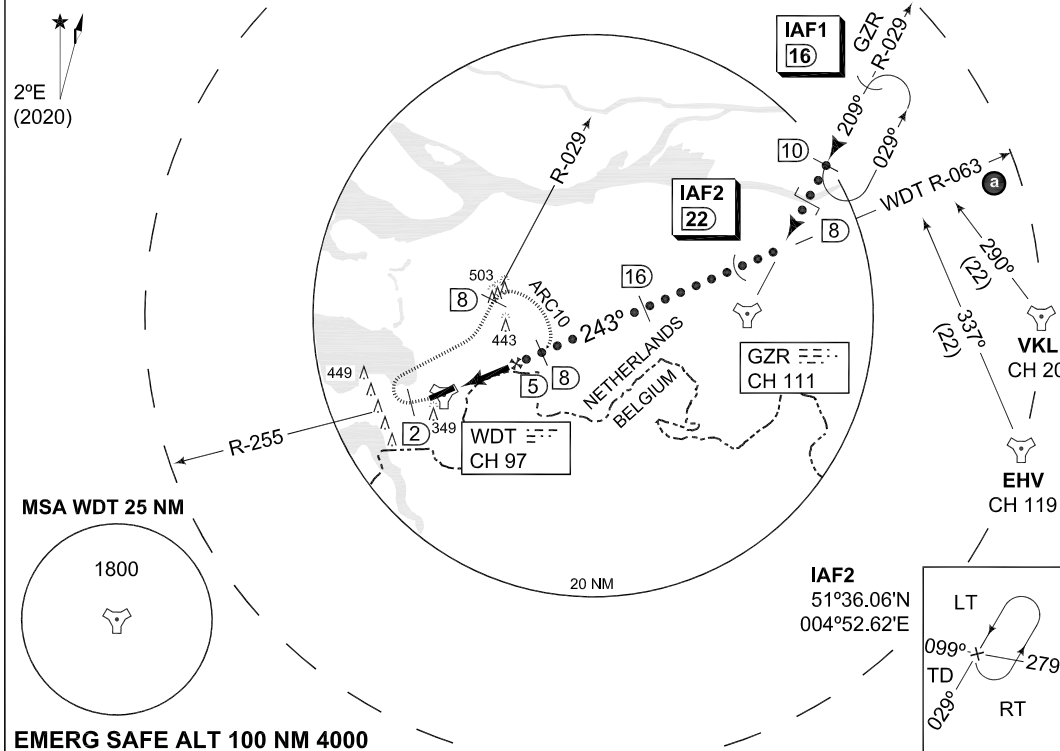 2ºE
(2020)
IAF1
16
GZR
R-029
209º
029º
10
WDT R-063
a
IAF2
22
8
290º
(22)
337º
(22)
VKL
CH 20
EHV
CH 119
R-029
503
8
ARC10
443
16
243º
NETHERLANDS
BELGIUM
GZR
CH 111
449
5
8
349
2
WDT
CH 97
R-255
MSA WDT 25 NM
1800
20 NM
IAF2
51º36.06'N
004º52.62'E
LT
099º
279
TD
029º
RT
EMERG SAFE ALT 100 NM 4000